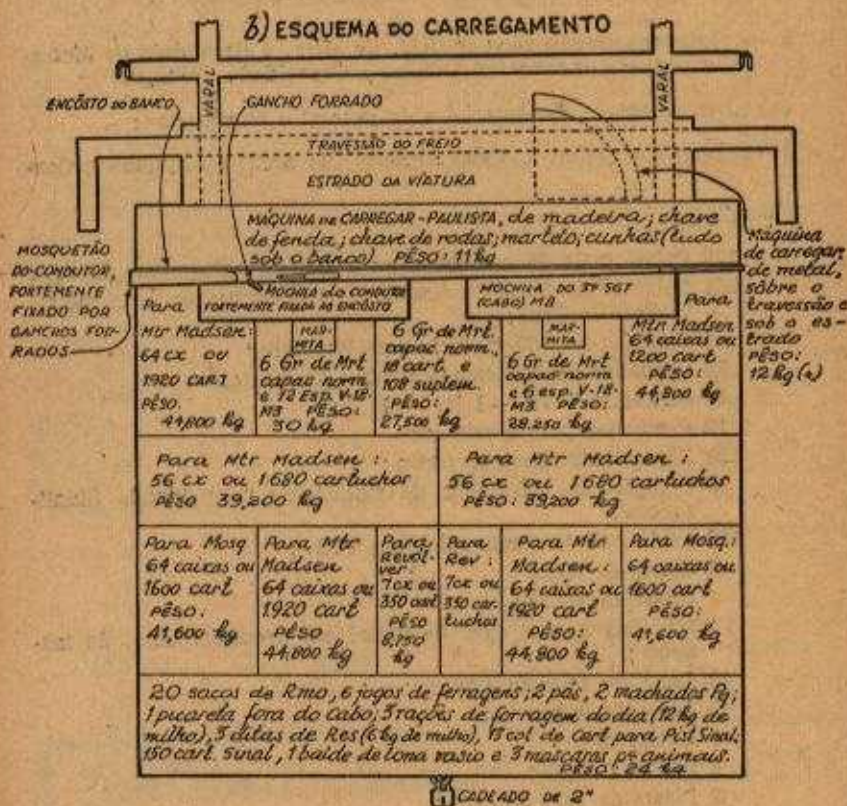 b) ESQUEMA DO CARREGAMENTO
VARAL
VARAL
ENCÔSTO DO BANCO
GANCHO FORRADO
TRAVESSÃO DO FREIO
ESTRADO DA VIATURA
MÁQUINA DE CARREGAR-PAULISTA, de madeira; chave
de fenda; chave de rodas; martelo; cunhas (tudo
sob o banco) PÊSO: 11 kg
MOSQUETÃO
DO CONDUTOR,
FORTEMENTE
FIXADO POR
GANCHOS FOR-
RADOS
Máquina
de carregar,
de metal,
sôbre o
travessão e
sob o es-
trado
PÊSO:
12 kg (a)
MOCHILA do CONDUTOR
FORTEMENTE FIXADA AO ENCÔSTO
MOCHILA DO 3º SGT
(CABO) MB
Para
Mtr Madsen:
64 cx ou
1920 CART
PÊSO.
44,800 kg
MAR-
MITA.
6 Gr de Mrt
capac norm
e 12 Esp. V-18-
M3 PÊSO:
30 kg
6 Gr de Mrt.
capac. norm.,
18 cart. e
108 suplem.
PÊSO:
27,500 kg
MAR-
MITA.
6 Gr de Mrt
capac norm
e 6 esp. V-18-
M3 PÊSO:
28.250 kg
Para
Mtr Madsen
64 caixas ou
1200 cart
PÊSO:
44,800 kg
Para Mtr Madsen:
56 cx ou 1680 cartuchos
PÊSO 39,200 kg
Para Mtr Madsen:
56 cx ou 1680 cartuchos
PÊSO: 39,200 kg
Para Mosq
64 caixas ou
1600 cart
PÊSO:
41,600 kg
Para Mtr
Madsen
64 caixas ou
1920 cart
PÊSO
44.800 kg
Para
Revól-
ver:
7cx ou
350 cart
PÊSO
8,750
kg
Para
Rev:
7cx ou
350 car-
tuchos
Para Mtr
Madsen:
64 caixas ou
1920 cart
PÊSO:
44.800 kg
Para Mosq.:
64 caixas ou
1600 cart
PÊSO:
41,600 kg
20 sacos de Rmo, 6 jogos de ferragens; 2 pás, 2 machados Pq;
1 picareta fora do cabo; 3 rações de forragem do dia (12 kg de
milho), 3 ditas de Res (6 kg de milho), 13 col de cart para Pist Sinal;
150 cart. Sinal, 1 balde de lona vasio e 3 mascaras pª animais.
PÊSO: 24 kg
CADEADO DE 2"